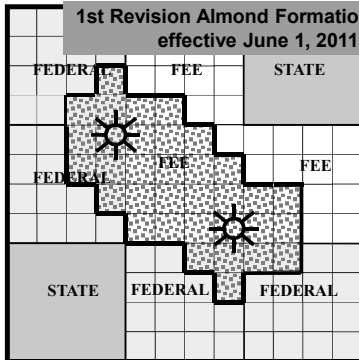 1st Revision Almond Formatio
effective June 1, 2011
FEDERAL FEE STATE
FEE FEE
FEDERAL
STATE FEDERAL FEDERAL